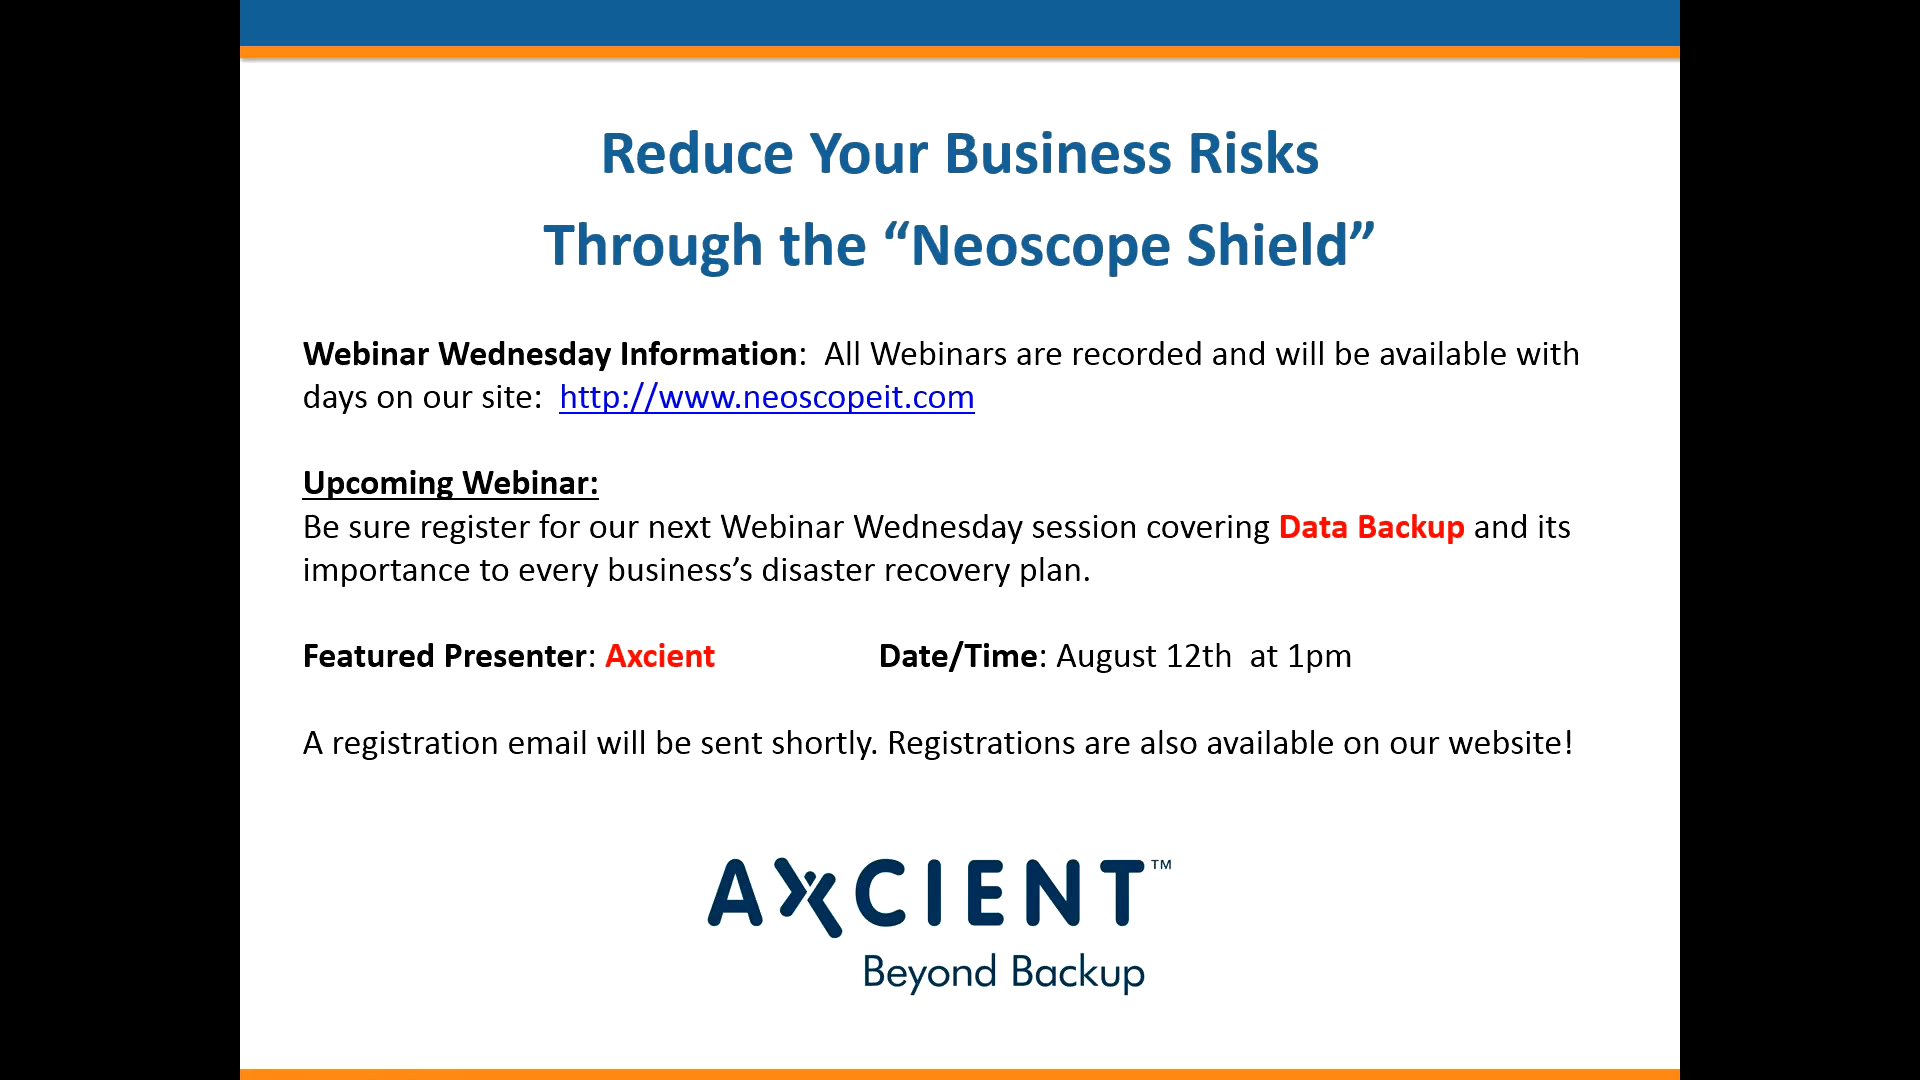 Reduce Your Business Risks
Through the “Neoscope Shield”
Webinar Wednesday Information:  All Webinars are recorded and will be available with
days on our site:  http://www.neoscopeit.com
Upcoming Webinar:
Be sure register for our next Webinar Wednesday session covering Data Backup and its
importance to every business’s disaster recovery plan.
Featured Presenter: Axcient Date/Time: August 12th  at 1pm
A registration email will be sent shortly. Registrations are also available on our website!
AXCIENT™
Beyond Backup